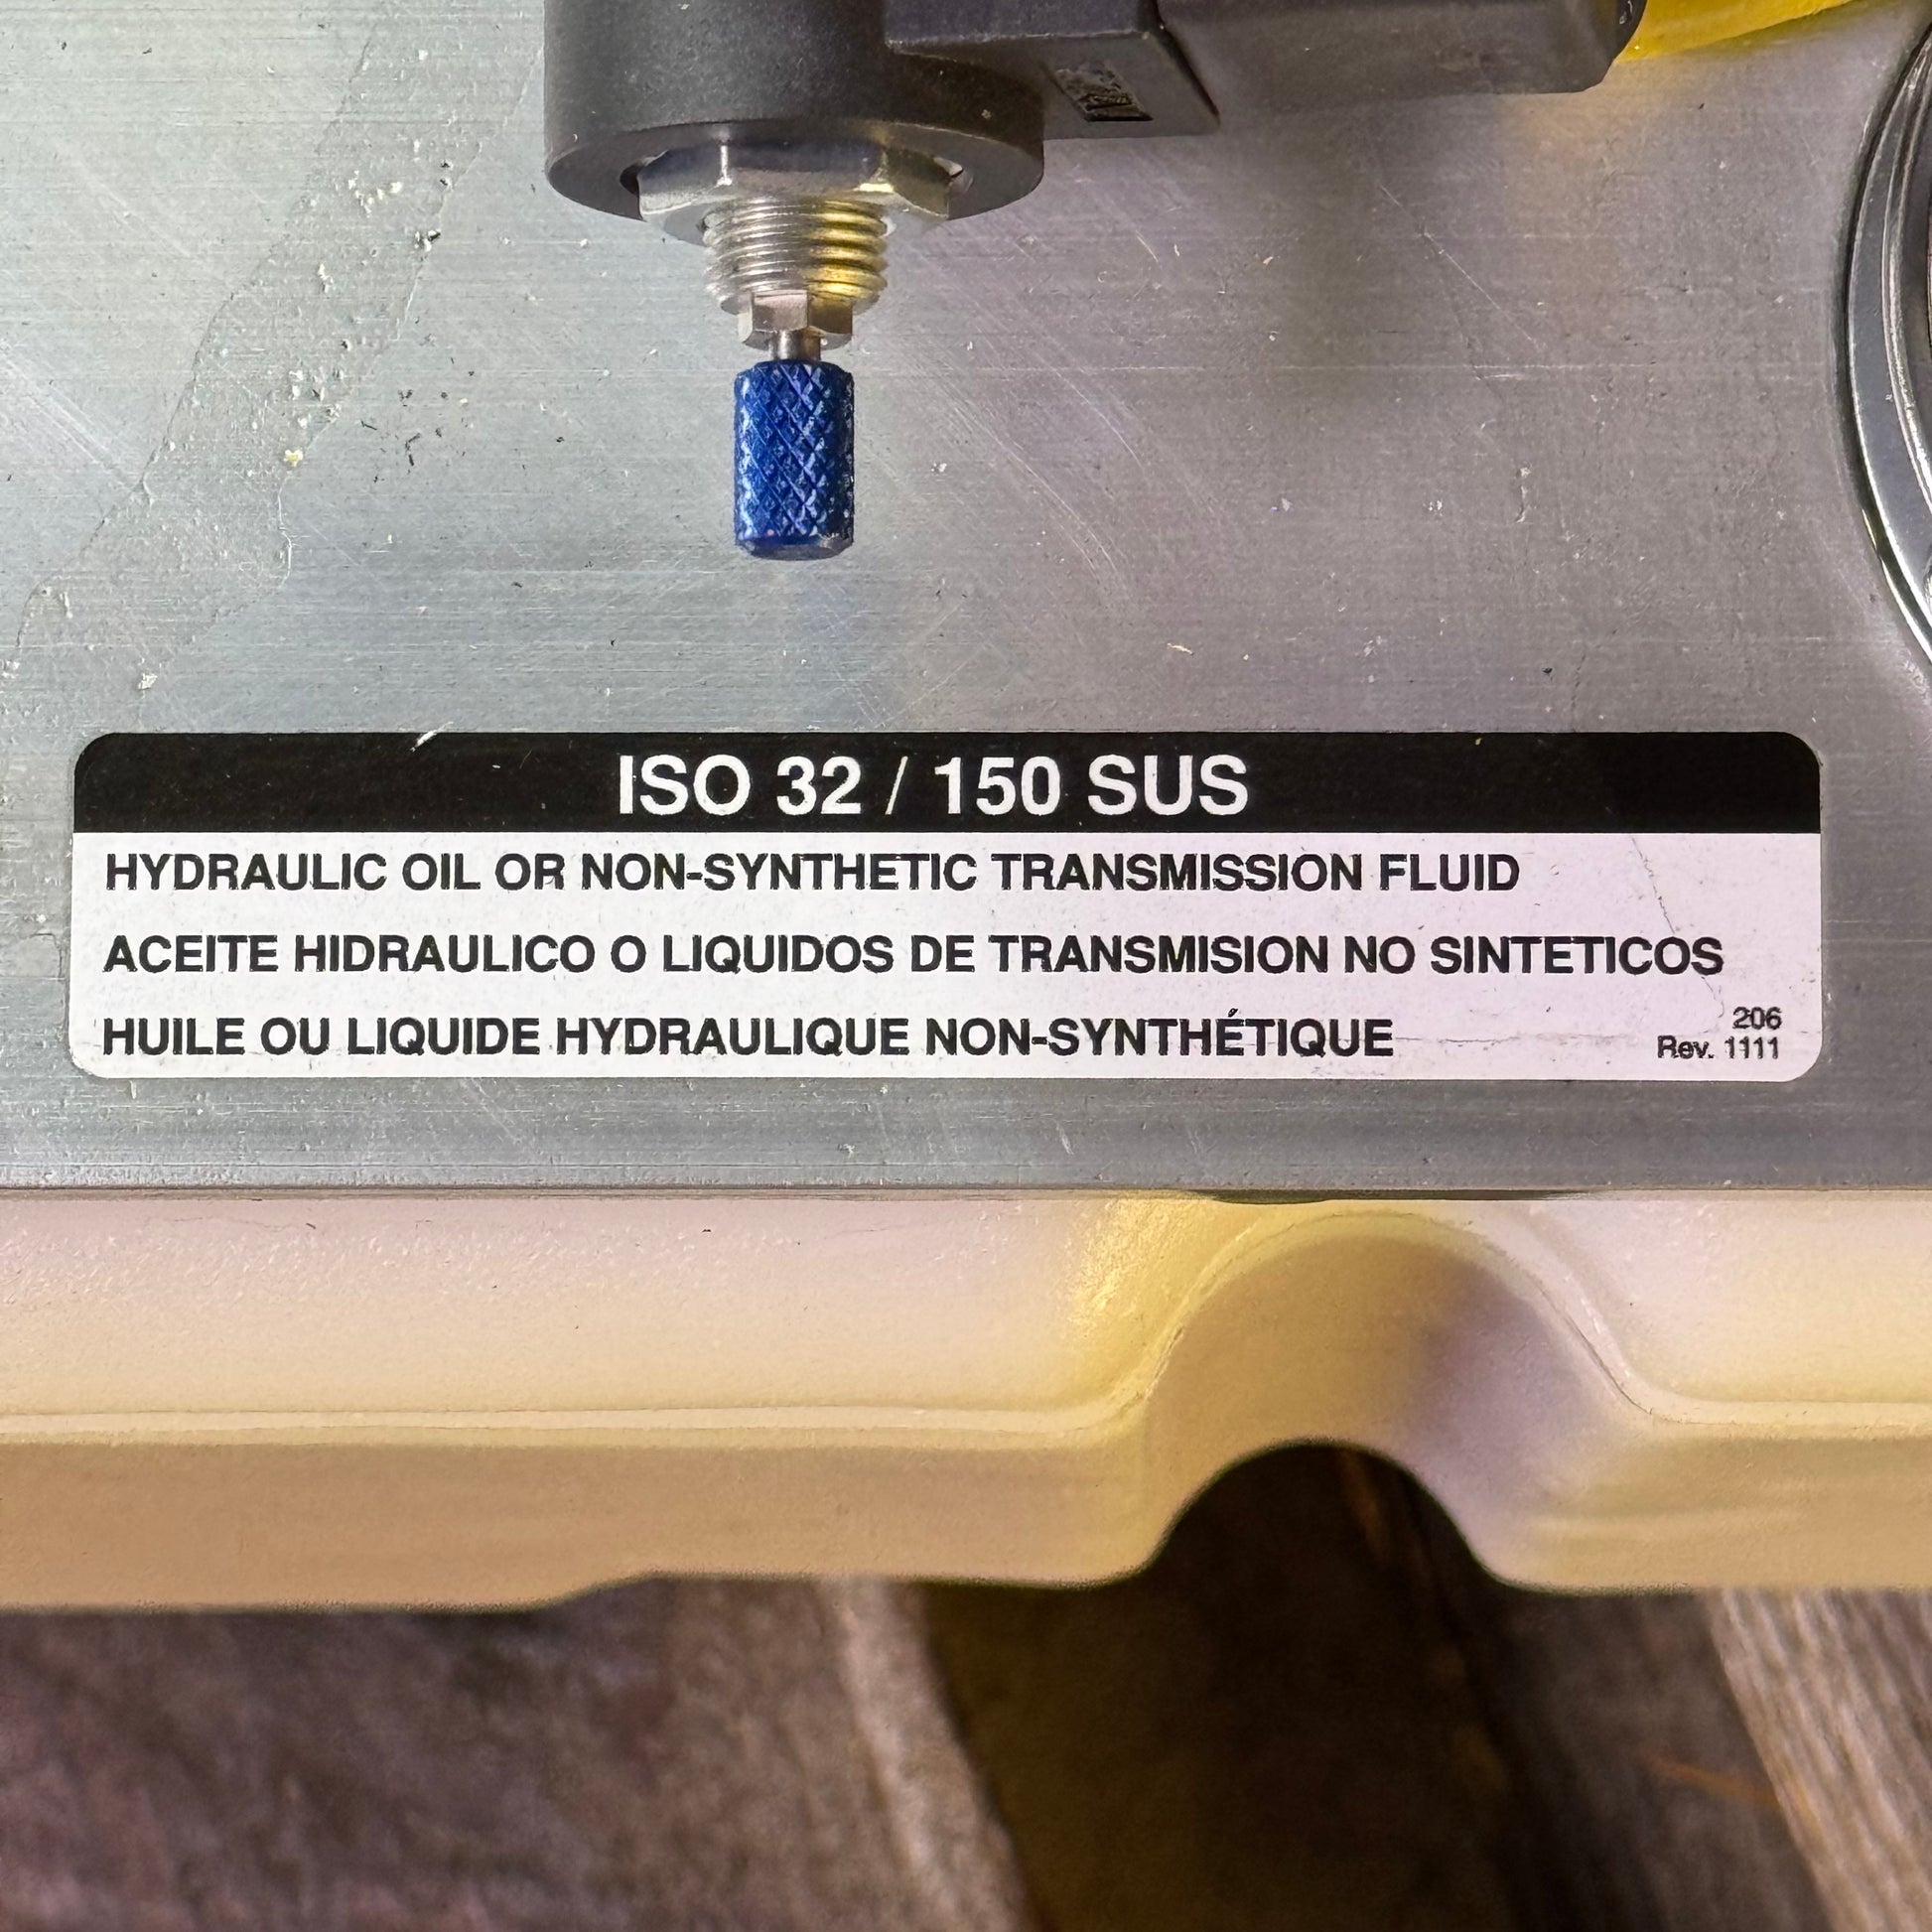 ISO 32 / 150 SUS
HYDRAULIC OIL OR NON-SYNTHETIC TRANSMISSION FLUID
ACEITE HIDRAULICO O LIQUIDOS DE TRANSMISION NO SINTETICOS
HUILE OU LIQUIDE HYDRAULIQUE NON-SYNTHÉTIQUE
206
Rev. 1111